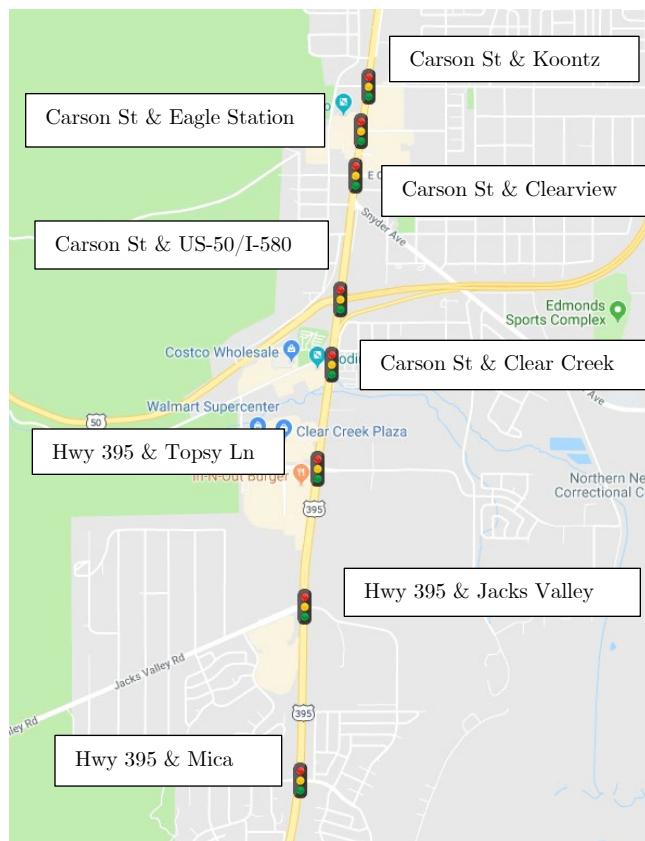 Carson St & Koontz
Carson St & Eagle Station
E C
Carson St & Clearview
Snyder Ave
Carson St & US-50/I-580
Edmonds
Sports Complex
Costco Wholesale
Carson St & Clear Creek
Ave
Walmart Supercenter
50
Clear Creek Plaza
Hwy 395 & Topsy Ln
In-N-Out Burger
Northern Ne
Correctional C
395
Hwy 395 & Jacks Valley
Jacks Valley Rd
Rd
395
Hwy 395 & Mica